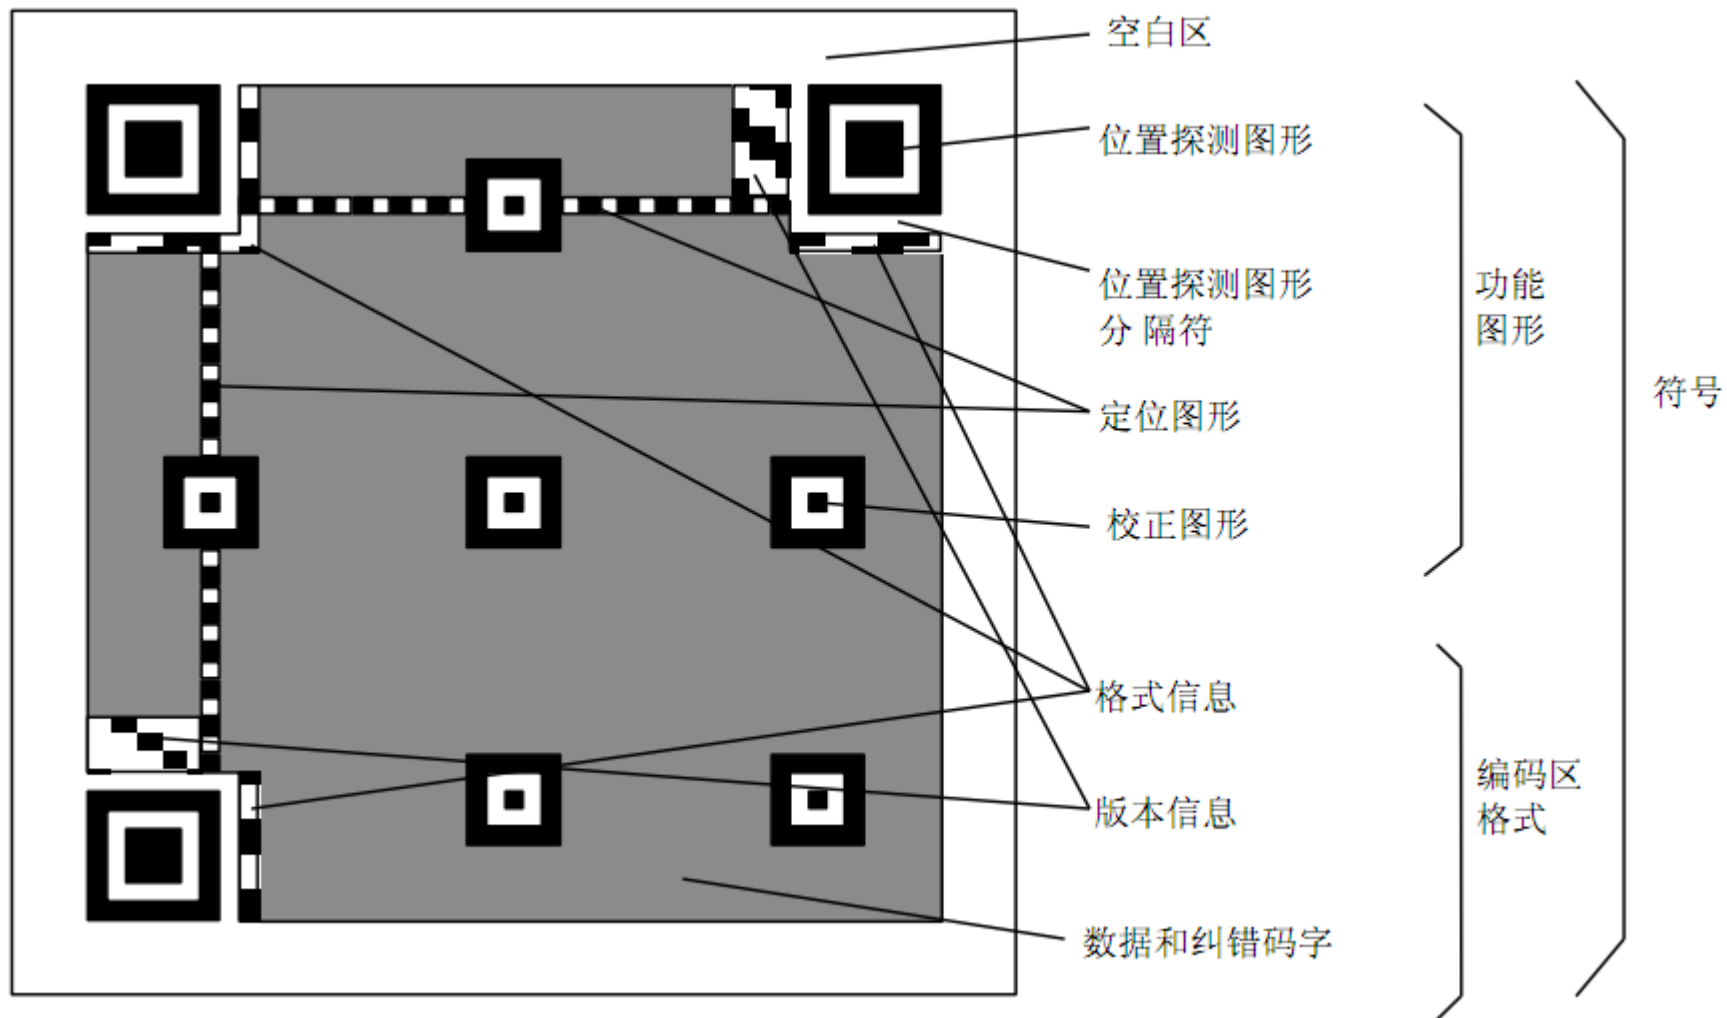 空白区
位置探测图形
位置探测图形
分 隔符
定位图形
校正图形
格式信息
版本信息
数据和纠错码字
功能
图形
编码区
格式
符号